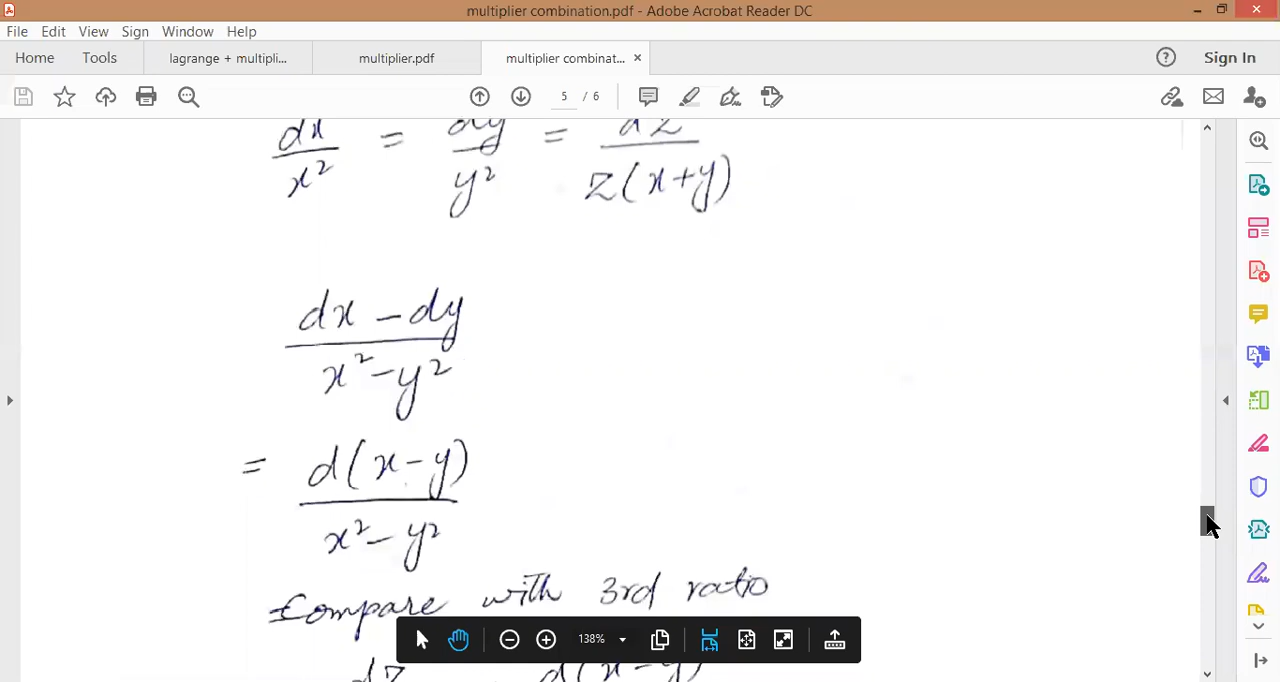 multiplier combination.pdf - Adobe Acrobat Reader DC
File Edit View Sign Window Help
Home Tools lagrange + multipli... multiplier.pdf multiplier combinat... × ? Sign In
5 / 6
dx = dy = dz
x² y² z(x+y)
dx - dy
x² - y²
= d(x-y)
x² - y²
Compare with 3rd ratio
138%
dz d(x-y)